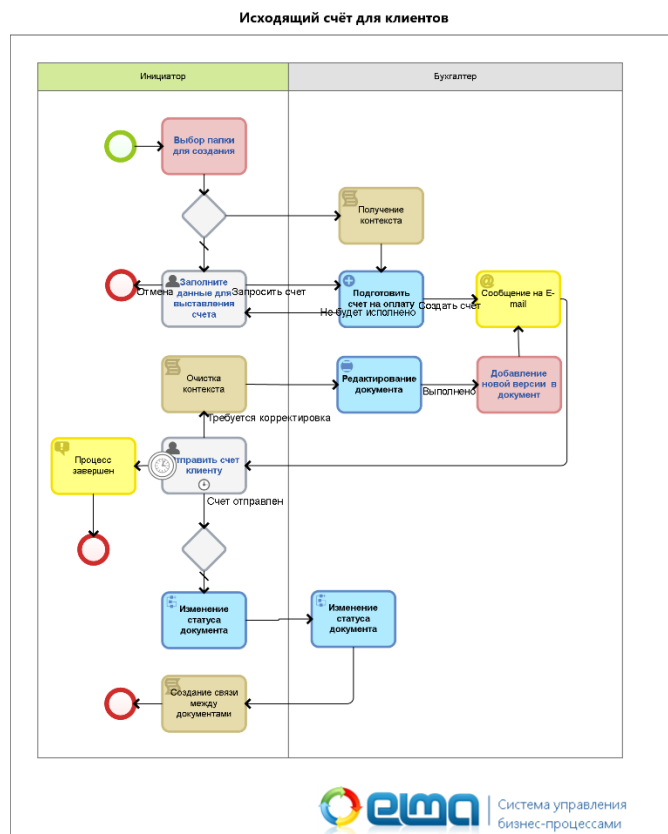 Исходящий счёт для клиентов
Инициатор
Бухгалтер
Выбор папки
для создания
Получение
контекста
Отмена
Заполните
данные для
выставления
счета
Запросить счет
Подготовить
счет на оплату
Не будет исполнено
Создать счет
Сообщение на E-
mail
Очистка
контекста
Редактирование
документа
Выполнено
Добавление
новой версии в
документ
Требуется корректировка
Процесс
завершен
Отправить счет
клиенту
Счет отправлен
Изменение
статуса
документа
Изменение
статуса
документа
Создание связи
между
документами
elma
Система управления
бизнес-процессами